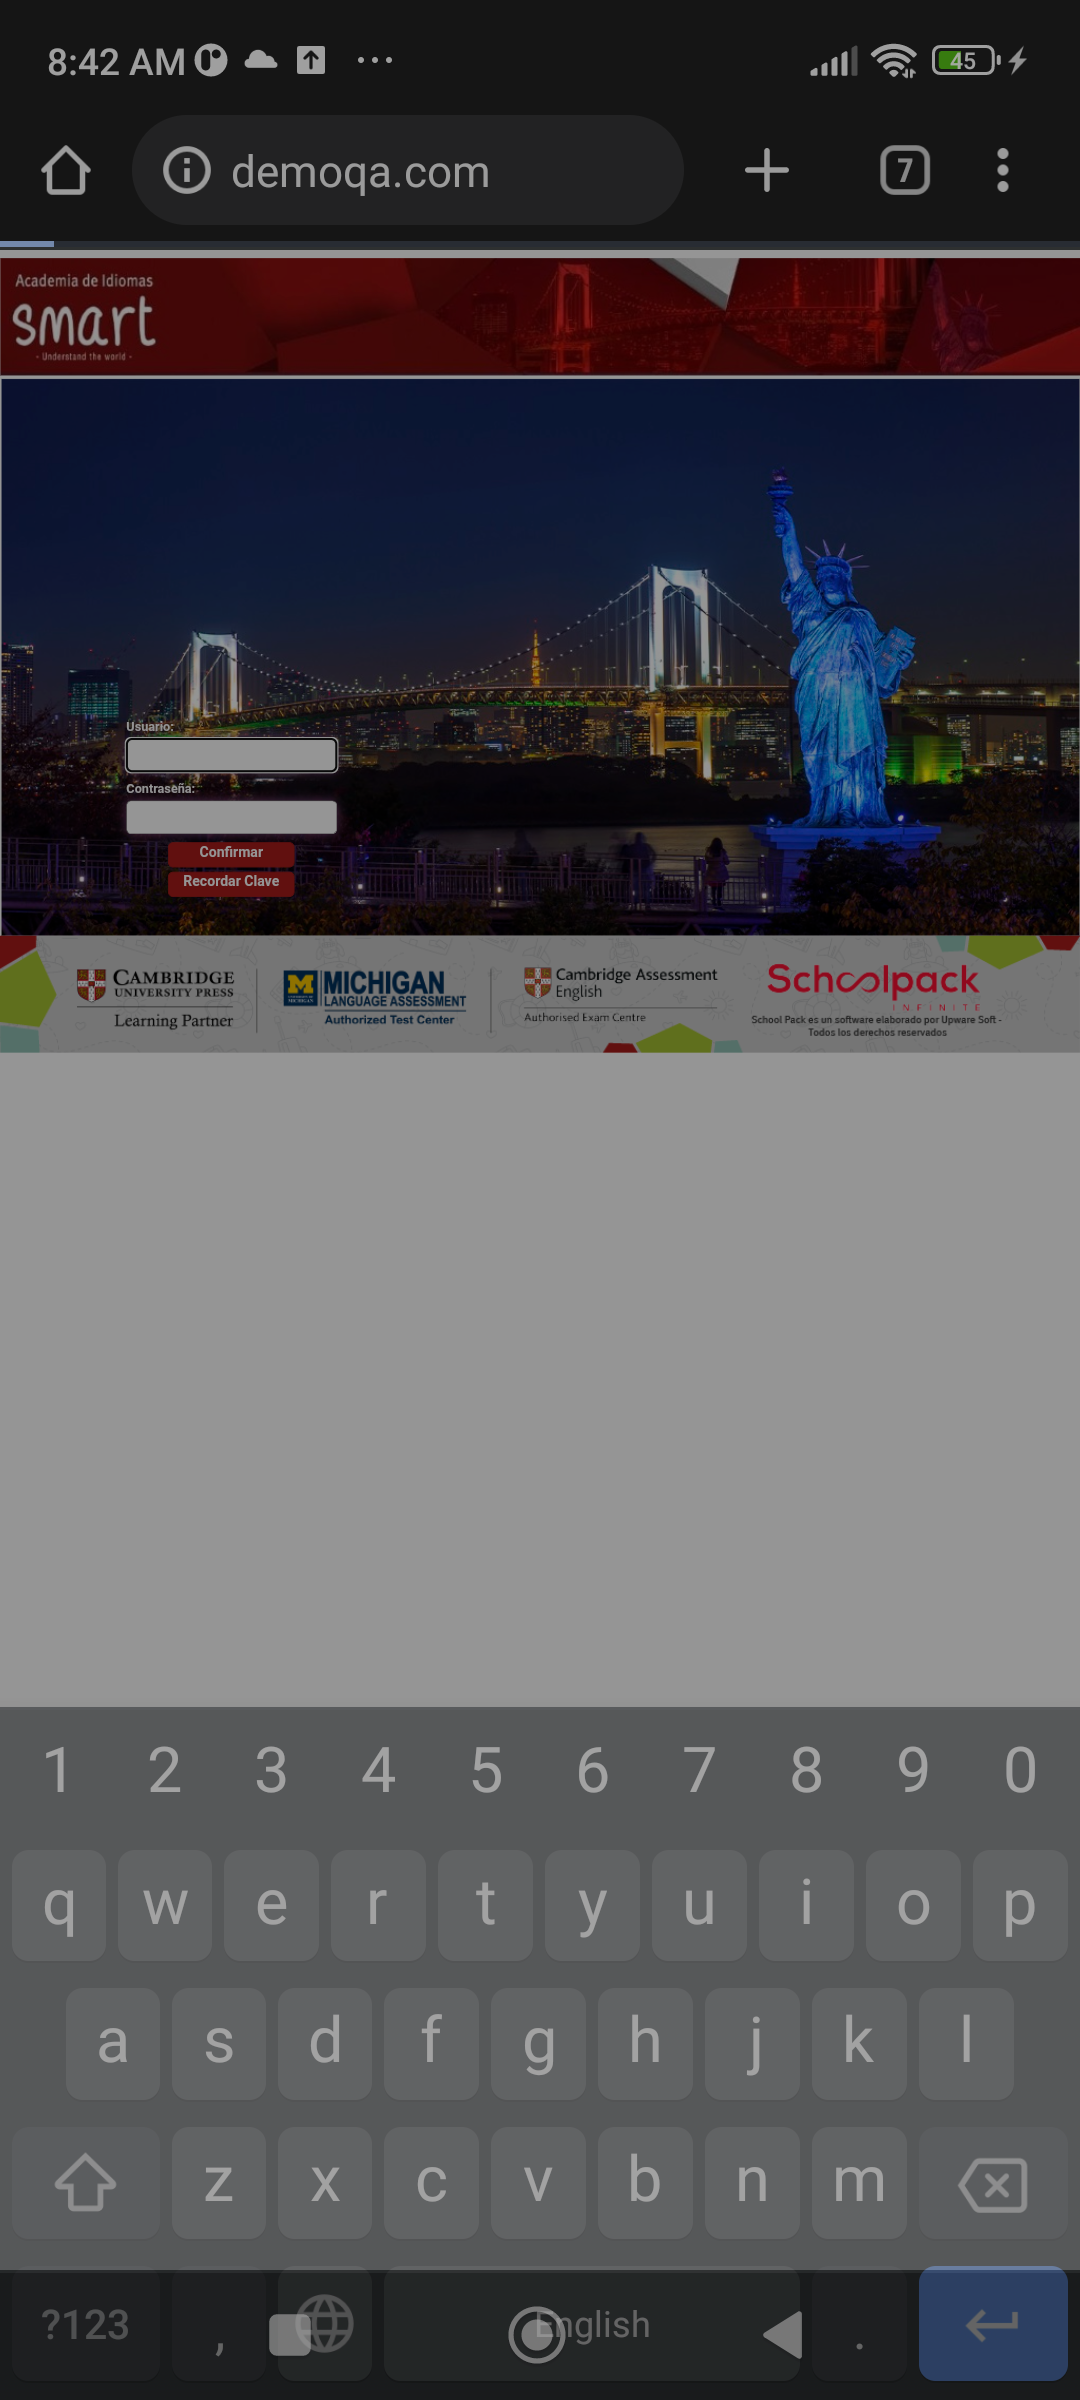 8:42 AM
45
demoqa.com
7
Academia de Idiomas
smart
- Understand the world -
Usuario:
Contraseña:
Confirmar
Recordar Clave
CAMBRIDGE
UNIVERSITY PRESS
Learning Partner
M
UNIVERSITY OF
MICHIGAN
MICHIGAN
LANGUAGE ASSESSMENT
Authorized Test Center
Cambridge Assessment
English
Authorised Exam Centre
Schoolpack
INFINITE
School Pack es un software elaborado por Upware Soft -
Todos los derechos reservados
1 2 3 4 5 6 7 8 9 0
q w e r t y u i o p
a s d f g h j k l
z x c v b n m
?123 , English .